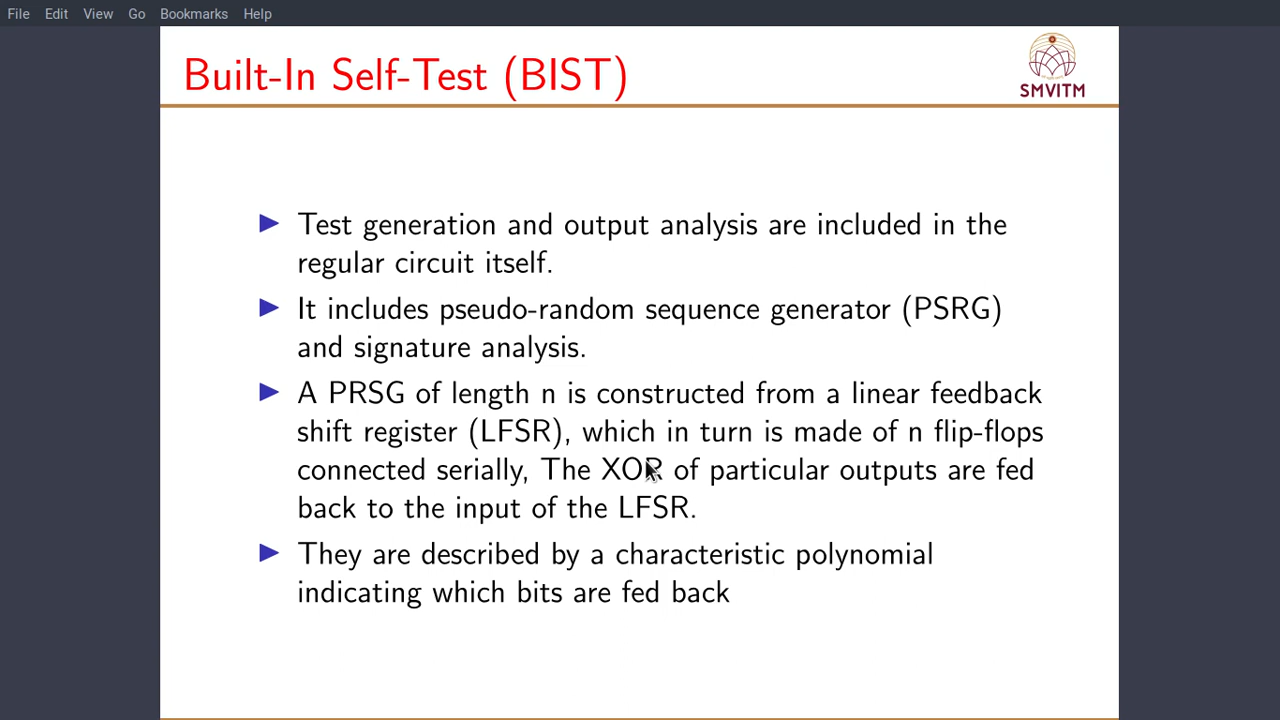 File Edit View Go Bookmarks Help
Built-In Self-Test (BIST)
SMVITM
Test generation and output analysis are included in the
regular circuit itself.
It includes pseudo-random sequence generator (PSRG)
and signature analysis.
A PRSG of length n is constructed from a linear feedback
shift register (LFSR), which in turn is made of n flip-flops
connected serially, The XOR of particular outputs are fed
back to the input of the LFSR.
They are described by a characteristic polynomial
indicating which bits are fed back